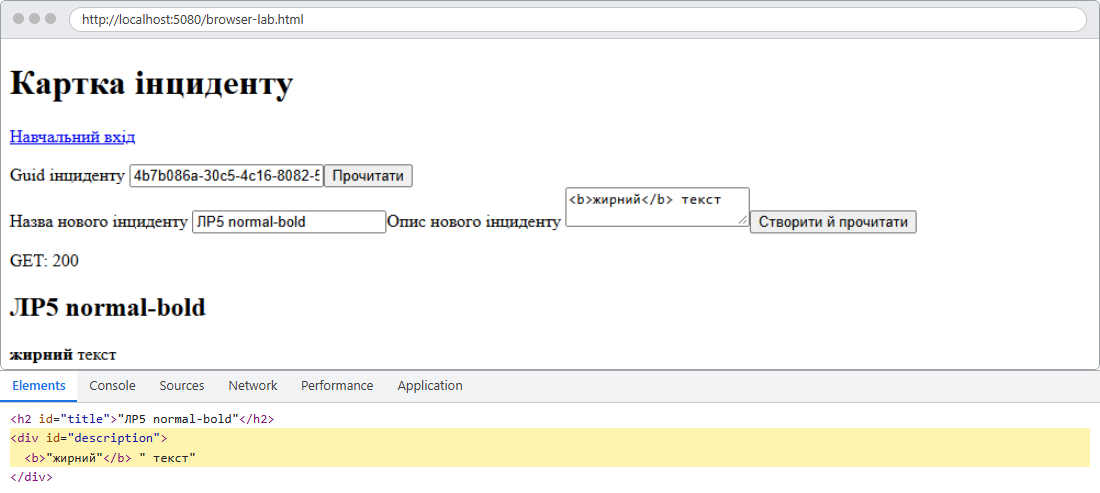 http://localhost:5080/browser-lab.html
Картка інциденту
Навчальний вхід
Guid інциденту 4b7b086a-30c5-4c16-8082-5 Прочитати
Назва нового інциденту ЛР5 normal-bold Опис нового інциденту <b>жирний</b> текст Створити й прочитати
GET: 200
ЛР5 normal-bold
жирний текст
Elements Console Sources Network Performance Application
<h2 id="title">"ЛР5 normal-bold"</h2>
<div id="description">
<b>"жирний"</b> " текст"
</div>